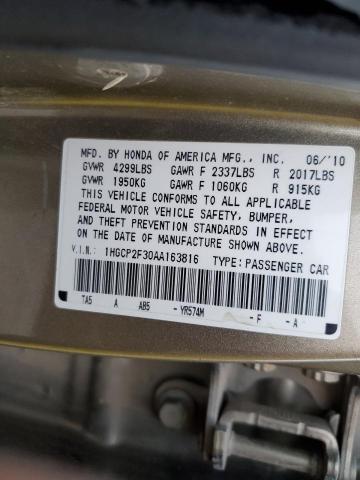 MFD. BY HONDA OF AMERICA MFG., INC. 06/'10
GVWR 4299LBS GAWR F 2337LBS R 2017LBS
GVWR 1950KG GAWR F 1060KG R 915KG
THIS VEHICLE CONFORMS TO ALL APPLICABLE
FEDERAL MOTOR VEHICLE SAFETY, BUMPER,
AND THEFT PREVENTION STANDARDS IN EFFECT
ON THE DATE OF MANUFACTURE SHOWN ABOVE.
V.I.N.: 1HGCP2F30AA163816 TYPE: PASSENGER CAR
TA5 A AB5 -YR574M -F -A